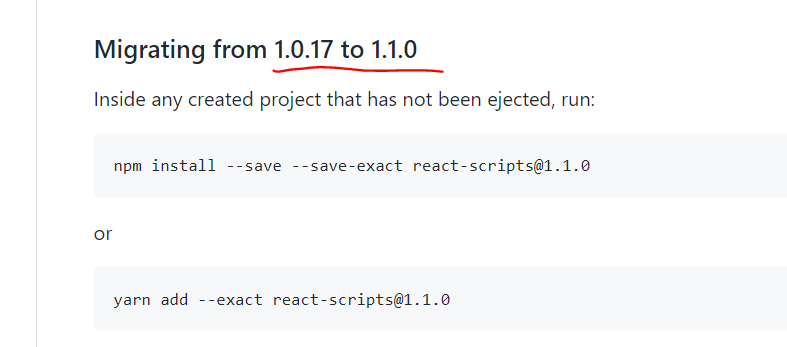 Migrating from 1.0.17 to 1.1.0
Inside any created project that has not been ejected, run:
npm install --save --save-exact react-scripts@1.1.0
or
yarn add --exact react-scripts@1.1.0